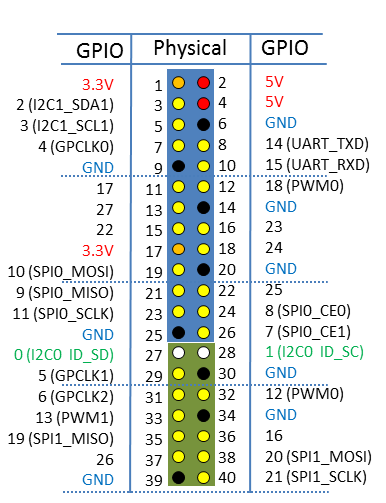 GPIO Physical GPIO
3.3V 1 2 5V
2 (I2C1_SDA1) 3 4 5V
3 (I2C1_SCL1) 5 6 GND
4 (GPCLK0) 7 8 14 (UART_TXD)
GND 9 10 15 (UART_RXD)
17 11 12 18 (PWM0)
27 13 14 GND
22 15 16 23
3.3V 17 18 24
10 (SPI0_MOSI) 19 20 GND
9 (SPI0_MISO) 21 22 25
11 (SPI0_SCLK) 23 24 8 (SPI0_CE0)
GND 25 26 7 (SPI0_CE1)
0 (I2C0 ID_SD) 27 28 1 (I2C0 ID_SC)
5 (GPCLK1) 29 30 GND
6 (GPCLK2) 31 32 12 (PWM0)
13 (PWM1) 33 34 GND
19 (SPI1_MISO) 35 36 16
26 37 38 20 (SPI1_MOSI)
GND 39 40 21 (SPI1_SCLK)